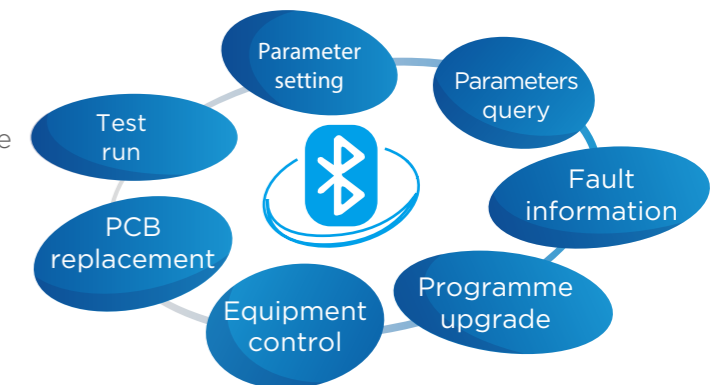 Parameter
setting
Parameters
query
Fault
information
Programme
upgrade
Equipment
control
PCB
replacement
Test
run
e